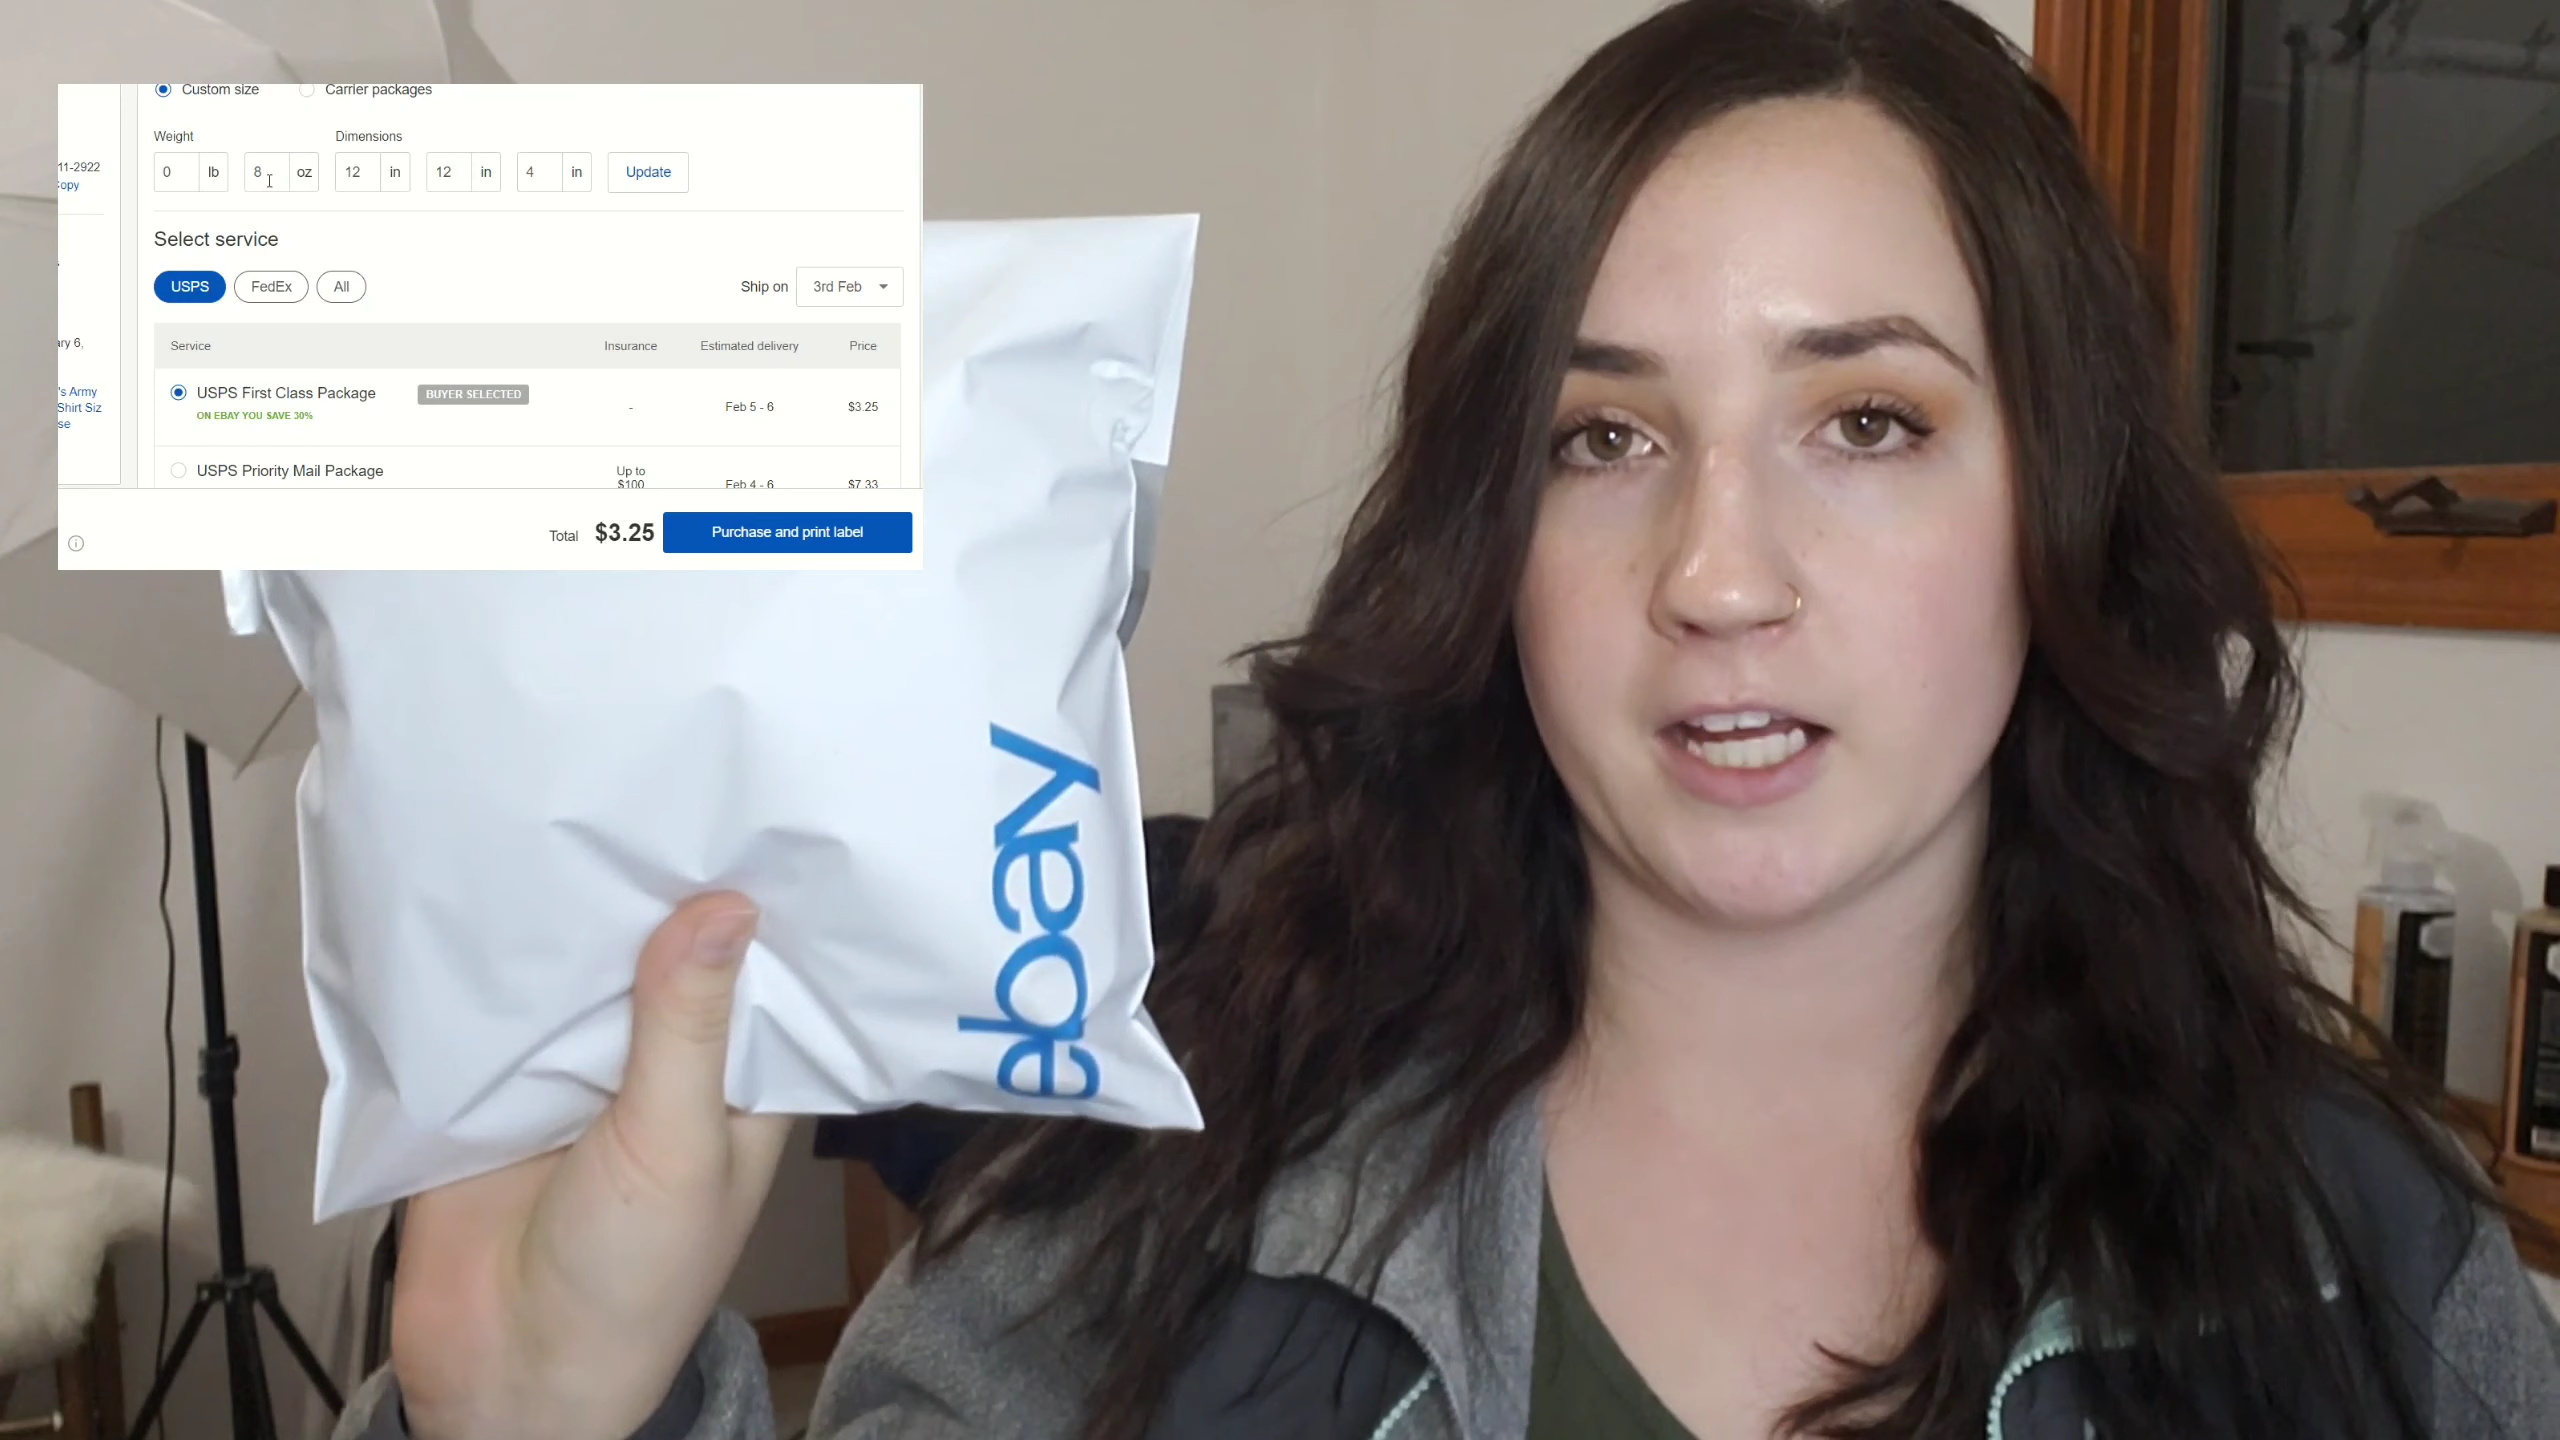 Custom size Carrier packages
Weight Dimensions
0 lb 8 oz 12 in 12 in 4 in Update
11-2922
Copy
Select service
USPS FedEx All Ship on 3rd Feb
Service Insurance Estimated delivery Price
ary 6,
USPS First Class Package BUYER SELECTED - Feb 5 - 6 $3.25
ON EBAY YOU SAVE 30%
's Army
Shirt Siz
se
USPS Priority Mail Package Up to $100 Feb 4 - 6 $7.33
Total $3.25 Purchase and print label
ebay